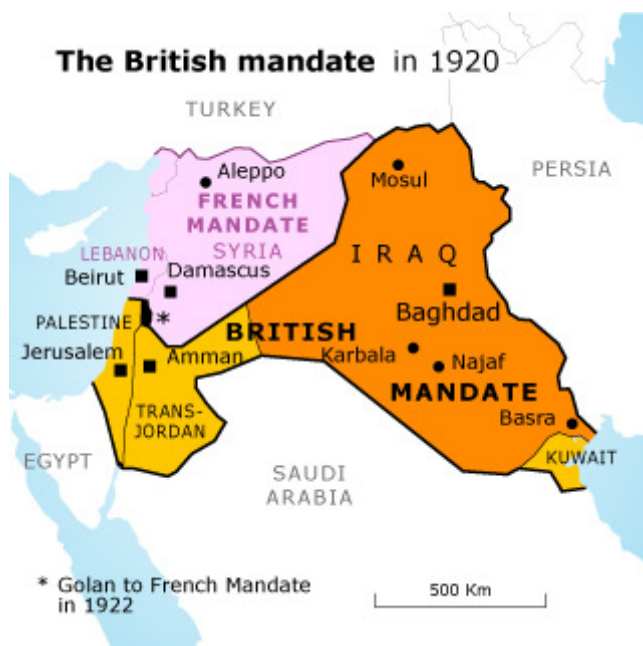 The British mandate in 1920
TURKEY
Aleppo
Mosul
PERSIA
FRENCH
MANDATE
SYRIA
IRAQ
LEBANON
Beirut
Damascus
Baghdad
PALESTINE
*
BRITISH
Jerusalem
Amman
Karbala
Najaf
MANDATE
TRANS-
JORDAN
Basra
EGYPT
SAUDI
ARABIA
KUWAIT
* Golan to French Mandate
in 1922
500 Km